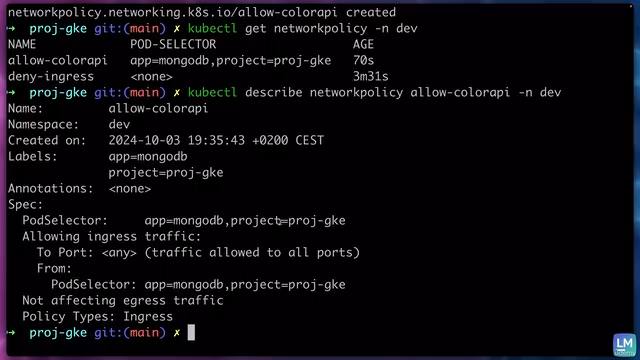 networkpolicy.networking.k8s.io/allow-colorapi created
→ proj-gke git:(main) ✗ kubectl get networkpolicy -n dev
NAME POD-SELECTOR AGE
allow-colorapi app=mongodb,project=proj-gke 70s
deny-ingress <none> 3m31s
→ proj-gke git:(main) ✗ kubectl describe networkpolicy allow-colorapi -n dev
Name: allow-colorapi
Namespace: dev
Created on: 2024-10-03 19:35:43 +0200 CEST
Labels: app=mongodb
project=proj-gke
Annotations: <none>
Spec:
PodSelector: app=mongodb,project=proj-gke
Allowing ingress traffic:
To Port: <any> (traffic allowed to all ports)
From:
PodSelector: app=mongodb,project=proj-gke
Not affecting egress traffic
Policy Types: Ingress
→ proj-gke git:(main) ✗
LM